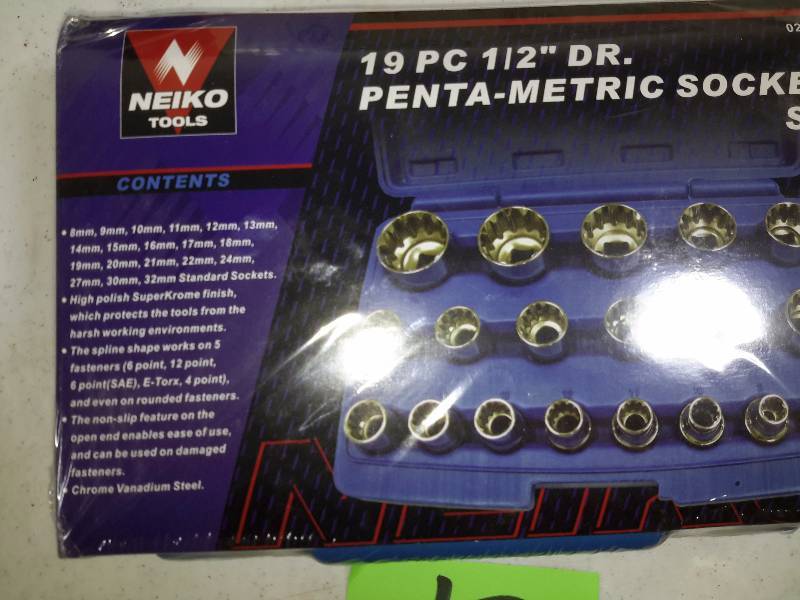 02
19 PC 1/2" DR.
PENTA-METRIC SOCKE
S
NEIKO
TOOLS
CONTENTS
• 8mm, 9mm, 10mm, 11mm, 12mm, 13mm,
14mm, 15mm, 16mm, 17mm, 18mm,
19mm, 20mm, 21mm, 22mm, 24mm,
27mm, 30mm, 32mm Standard Sockets.
• High polish SuperKrome finish,
which protects the tools from the
harsh working environments.
• The spline shape works on 5
fasteners (6 point, 12 point,
6 point(SAE), E-Torx, 4 point),
and even on rounded fasteners.
• The non-slip feature on the
open end enables ease of use,
and can be used on damaged
fasteners.
• Chrome Vanadium Steel.